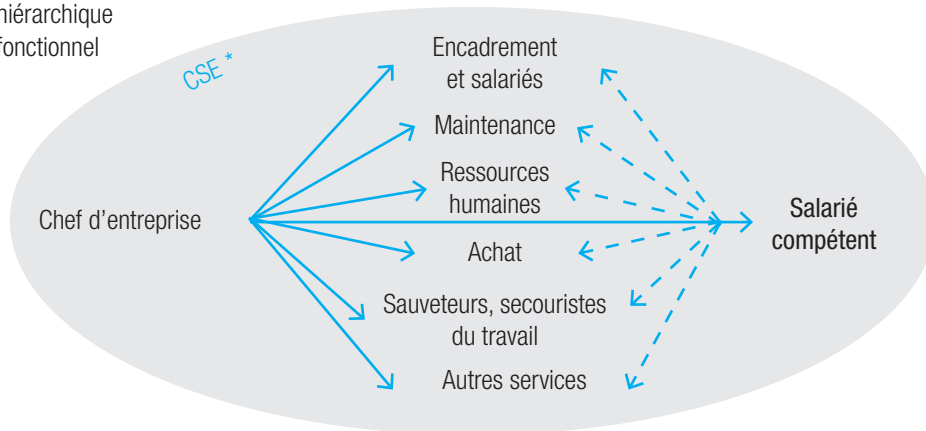 hiérarchique
fonctionnel
CSE *
Encadrement
et salariés
Maintenance
Ressources
humaines
Chef d'entreprise
Salarié
compétent
Achat
Sauveteurs, secouristes
du travail
Autres services